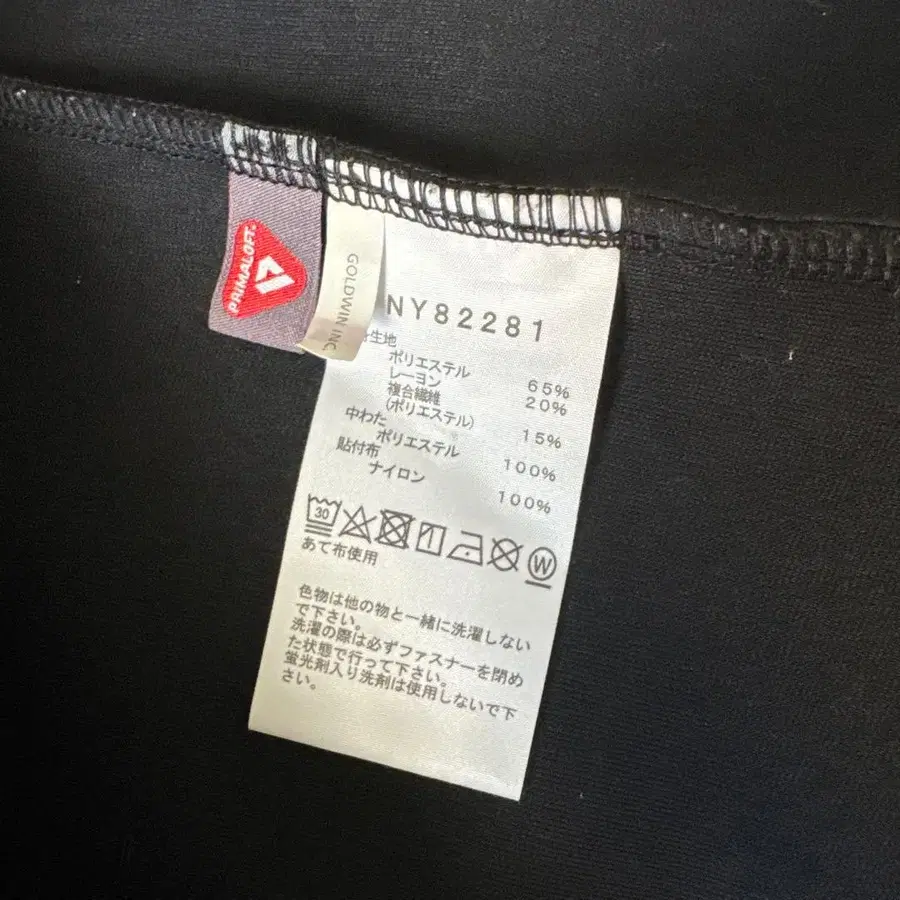 PRIMALOFT®
GOLDWIN INC.
NY82281
生地
ポリエステル 65%
レーヨン 20%
複合繊維
(ポリエステル) 15%
中わた
ポリエステル 100%
貼付布
ナイロン 100%
30
W
あて布使用
色物は他の物と一緒に洗濯しない
で下さい。
洗濯の際は必ずファスナーを閉め
た状態で行って下さい。
蛍光剤入り洗剤は使用しないで下
さい。